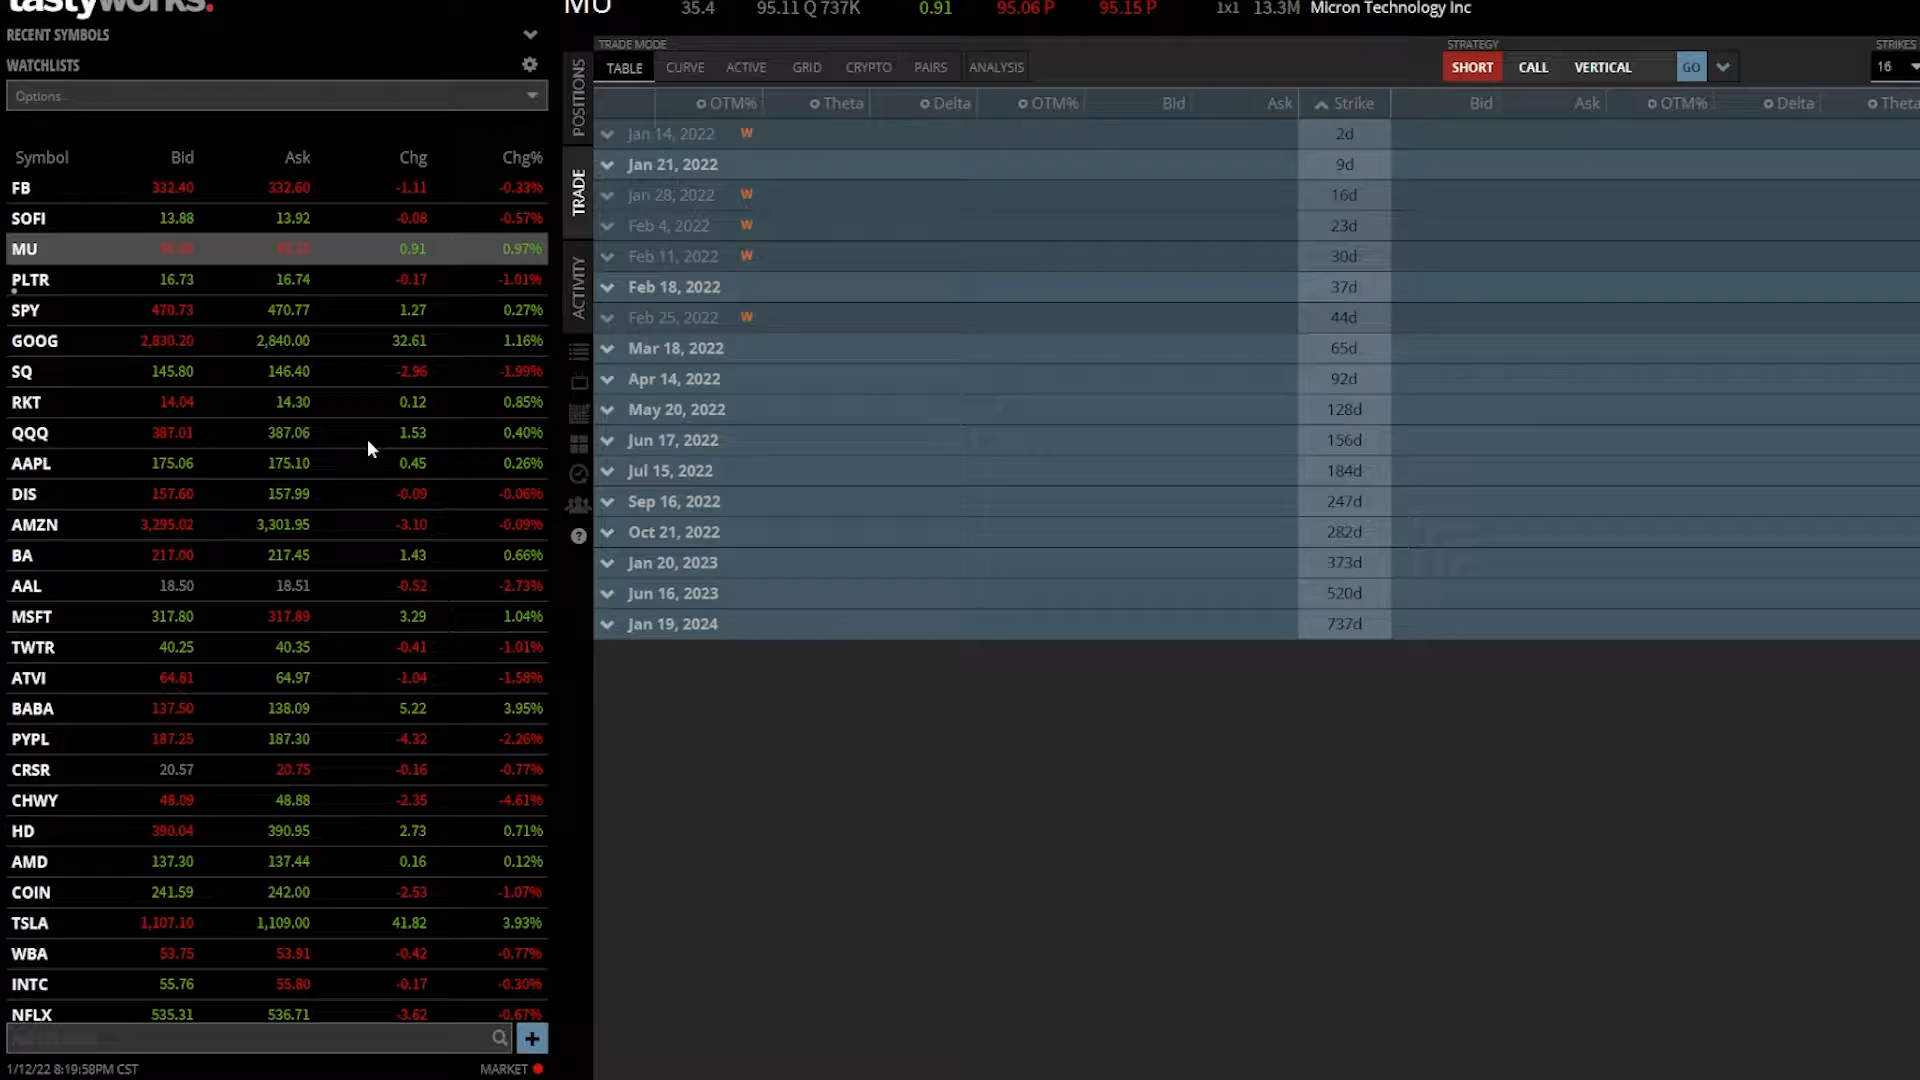 tastyworks.
RECENT SYMBOLS
WATCHLISTS
Options
Symbol Bid Ask Chg Chg%
FB 332.40 332.60 -1.11 -0.33%
SOFI 13.88 13.92 -0.08 -0.57%
MU 0.91 0.97%
PLTR 16.73 16.74 -0.17 -1.01%
SPY 470.73 470.77 1.27 0.27%
GOOG 2,830.20 2,840.00 32.61 1.16%
SQ 145.80 146.40 -2.96 -1.99%
RKT 14.04 14.30 0.12 0.85%
QQQ 387.01 387.06 1.53 0.40%
AAPL 175.06 175.10 0.45 0.26%
DIS 157.60 157.99 -0.09 -0.06%
AMZN 3,295.02 3,301.95 -3.10 -0.09%
BA 217.00 217.45 1.43 0.66%
AAL 18.50 18.51 -0.52 -2.73%
MSFT 317.80 317.89 3.29 1.04%
TWTR 40.25 40.35 -0.41 -1.01%
ATVI 64.81 64.97 -1.04 -1.58%
BABA 137.50 138.09 5.22 3.95%
PYPL 187.25 187.30 -4.32 -2.26%
CRSR 20.57 20.75 -0.16 -0.77%
CHWY 48.09 48.88 -2.35 -4.61%
HD 390.04 390.95 2.73 0.71%
AMD 137.30 137.44 0.16 0.12%
COIN 241.59 242.00 -2.53 -1.07%
TSLA 1,107.10 1,109.00 41.82 3.93%
WBA 53.75 53.91 -0.42 -0.77%
INTC 55.76 55.80 -0.17 -0.30%
NFLX 535.31 536.71 -3.62 -0.67%
1/12/22 8:19:58PM CST MARKET
POSITIONS
TRADE
ACTIVITY
MU 35.4 95.11 Q 737K 0.91 95.06 P 95.15 P 1x1 13.3M Micron Technology Inc
TRADE MODE STRATEGY STRIKES
TABLE CURVE ACTIVE GRID CRYPTO PAIRS ANALYSIS SHORT CALL VERTICAL GO 16
OTM% Theta Delta OTM% Bid Ask Strike Bid Ask OTM% Delta Theta
Jan 14, 2022 W 2d
Jan 21, 2022 9d
Jan 28, 2022 W 16d
Feb 4, 2022 W 23d
Feb 11, 2022 W 30d
Feb 18, 2022 37d
Feb 25, 2022 W 44d
Mar 18, 2022 65d
Apr 14, 2022 92d
May 20, 2022 128d
Jun 17, 2022 156d
Jul 15, 2022 184d
Sep 16, 2022 247d
Oct 21, 2022 282d
Jan 20, 2023 373d
Jun 16, 2023 520d
Jan 19, 2024 737d